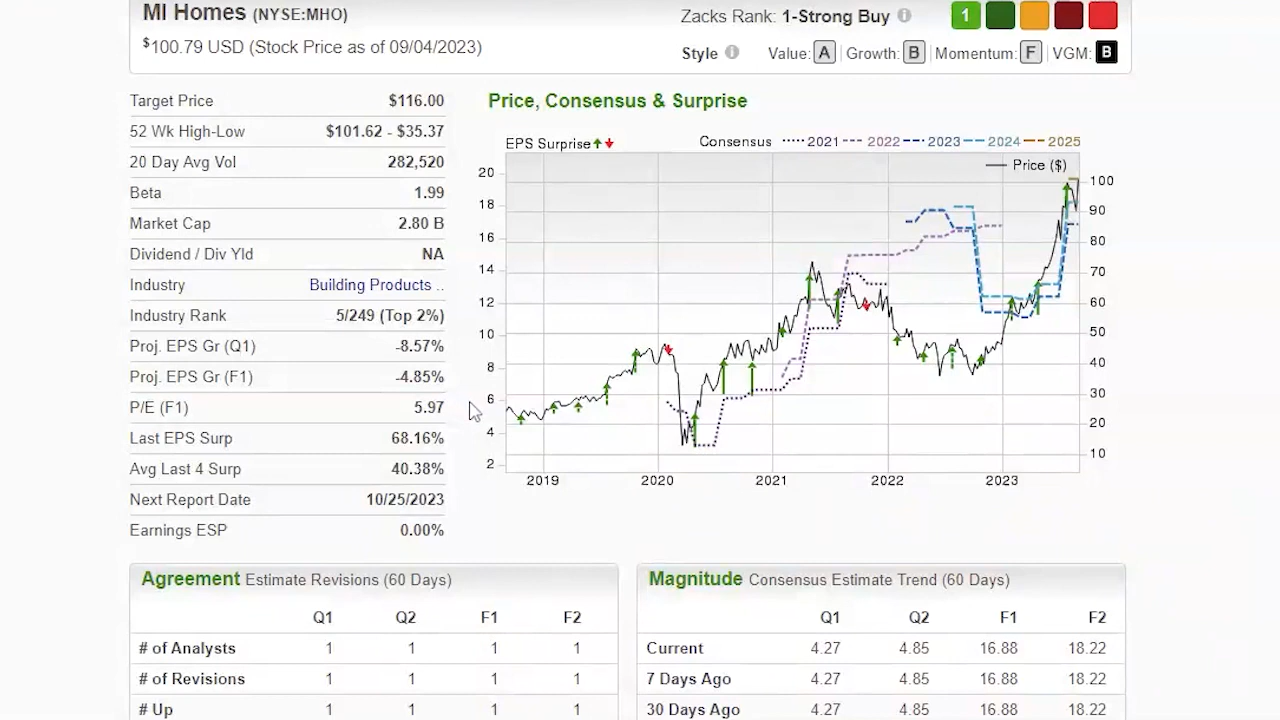 MI Homes (NYSE:MHO)
Zacks Rank: 1-Strong Buy
1
$100.79 USD (Stock Price as of 09/04/2023)
Style Value: A Growth: B Momentum: F VGM: B
Target Price $116.00
52 Wk High-Low $101.62 - $35.37
20 Day Avg Vol 282,520
Beta 1.99
Market Cap 2.80 B
Dividend / Div Yld NA
Industry Building Products ..
Industry Rank 5/249 (Top 2%)
Proj. EPS Gr (Q1) -8.57%
Proj. EPS Gr (F1) -4.85%
P/E (F1) 5.97
Last EPS Surp 68.16%
Avg Last 4 Surp 40.38%
Next Report Date 10/25/2023
Earnings ESP 0.00%
Price, Consensus & Surprise
EPS Surprise Consensus 2021 2022 2023 2024 2025
Price ($)
20
18
16
14
12
10
8
6
4
2
100
90
80
70
60
50
40
30
20
10
2019 2020 2021 2022 2023
Agreement Estimate Revisions (60 Days)
Q1 Q2 F1 F2
# of Analysts 1 1 1 1
# of Revisions 1 1 1 1
# Up 1 1 1 1
Magnitude Consensus Estimate Trend (60 Days)
Q1 Q2 F1 F2
Current 4.27 4.85 16.88 18.22
7 Days Ago 4.27 4.85 16.88 18.22
30 Days Ago 4.27 4.85 16.88 18.22